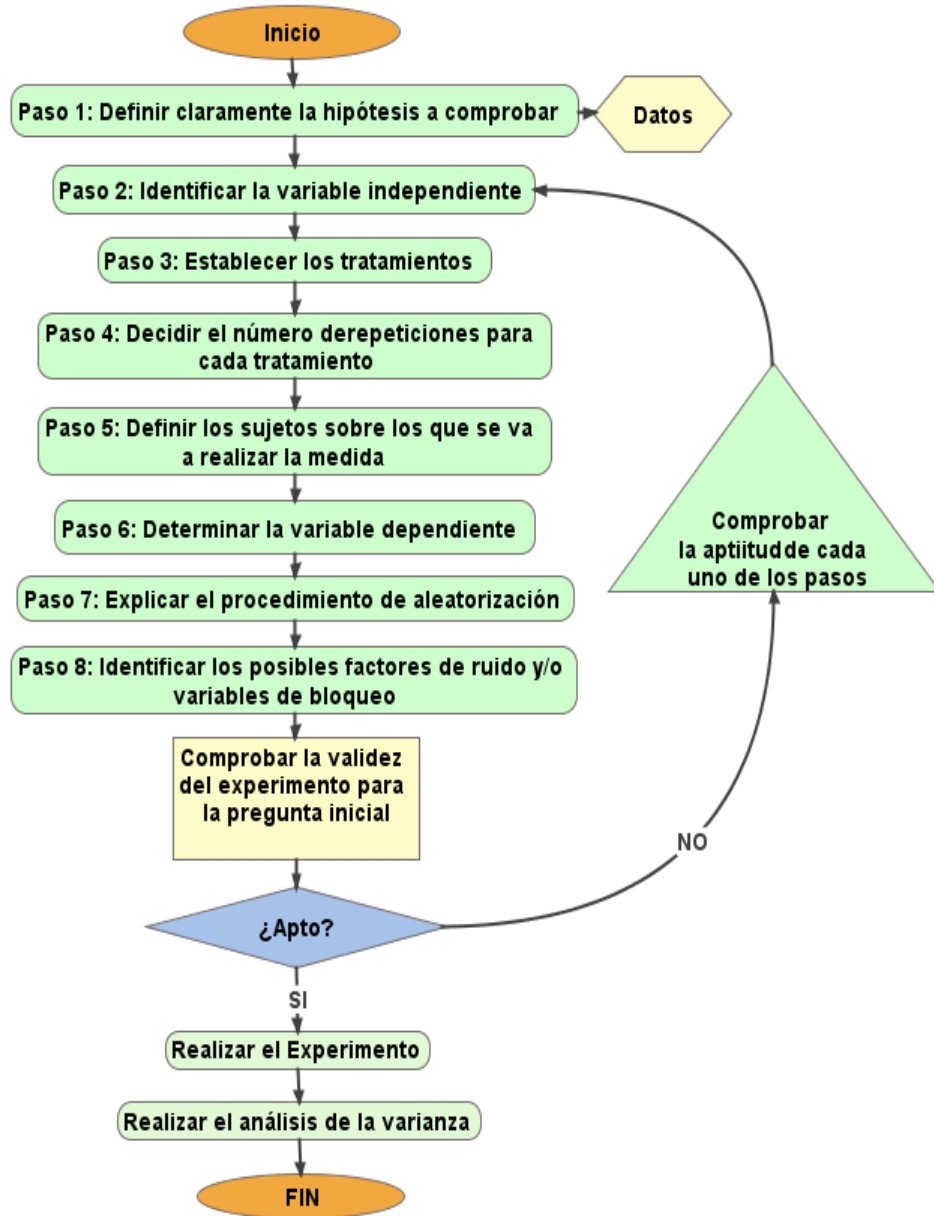 Inicio
Paso 1: Definir claramente la hipótesis a comprobar
Datos
Paso 2: Identificar la variable independiente
Paso 3: Establecer los tratamientos
Paso 4: Decidir el número derepeticiones para
cada tratamiento
Paso 5: Definir los sujetos sobre los que se va
a realizar la medida
Paso 6: Determinar la variable dependiente
Paso 7: Explicar el procedimiento de aleatorización
Paso 8: Identificar los posibles factores de ruido y/o
variables de bloqueo
Comprobar la validez
del experimento para
la pregunta inicial
¿Apto?
NO
Comprobar
la aptiitudde cada
uno de los pasos
SI
Realizar el Experimento
Realizar el análisis de la varianza
FIN